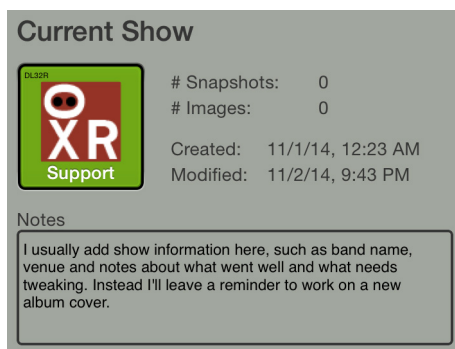 Current Show
DL32R
OXR
Support
# Snapshots: 0
# Images: 0
Created: 11/1/14, 12:23 AM
Modified: 11/2/14, 9:43 PM
Notes
I usually add show information here, such as band name,
venue and notes about what went well and what needs
tweaking. Instead I'll leave a reminder to work on a new
album cover.